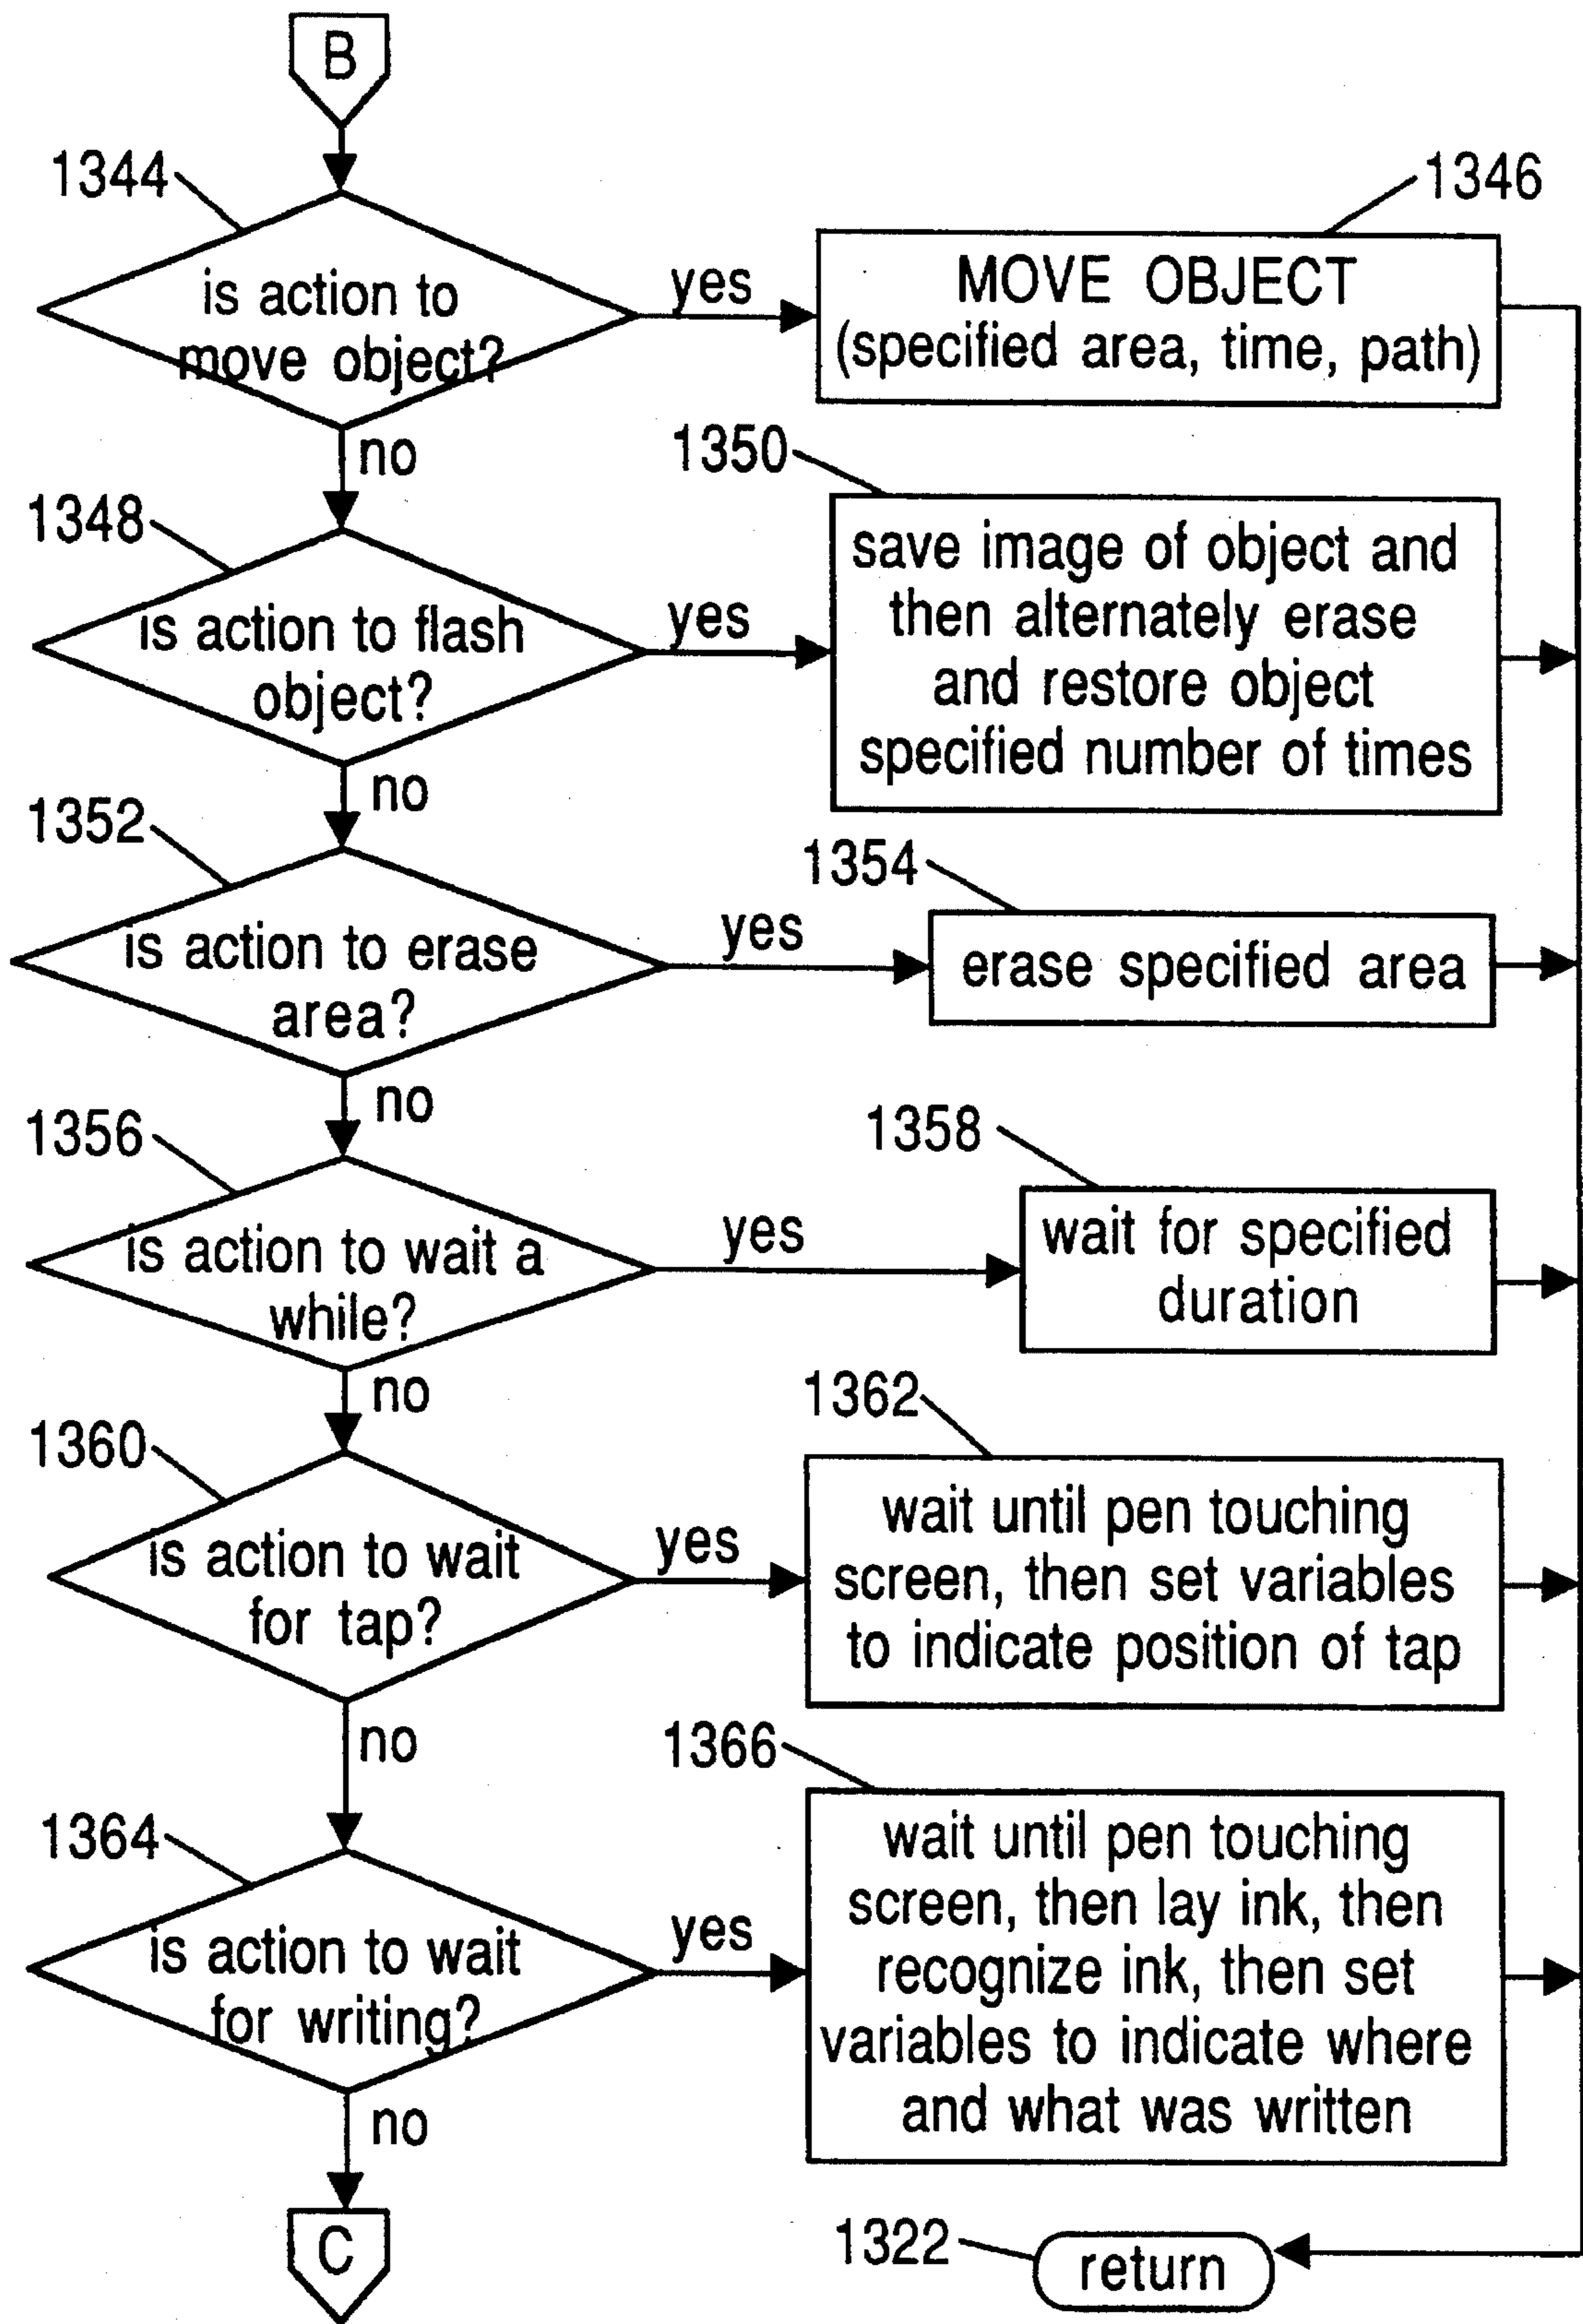 B
1344
1346
is action to
move object?
yes
MOVE OBJECT
(specified area, time, path)
no
1350
1348
is action to flash
object?
yes
save image of object and
then alternately erase
and restore object
specified number of times
no
1352
1354
is action to erase
area?
yes
erase specified area
no
1356
1358
is action to wait a
while?
yes
wait for specified
duration
no
1362
1360
is action to wait
for tap?
yes
wait until pen touching
screen, then set variables
to indicate position of tap
no
1366
1364
is action to wait
for writing?
yes
wait until pen touching
screen, then lay ink, then
recognize ink, then set
variables to indicate where
and what was written
no
C
1322
return